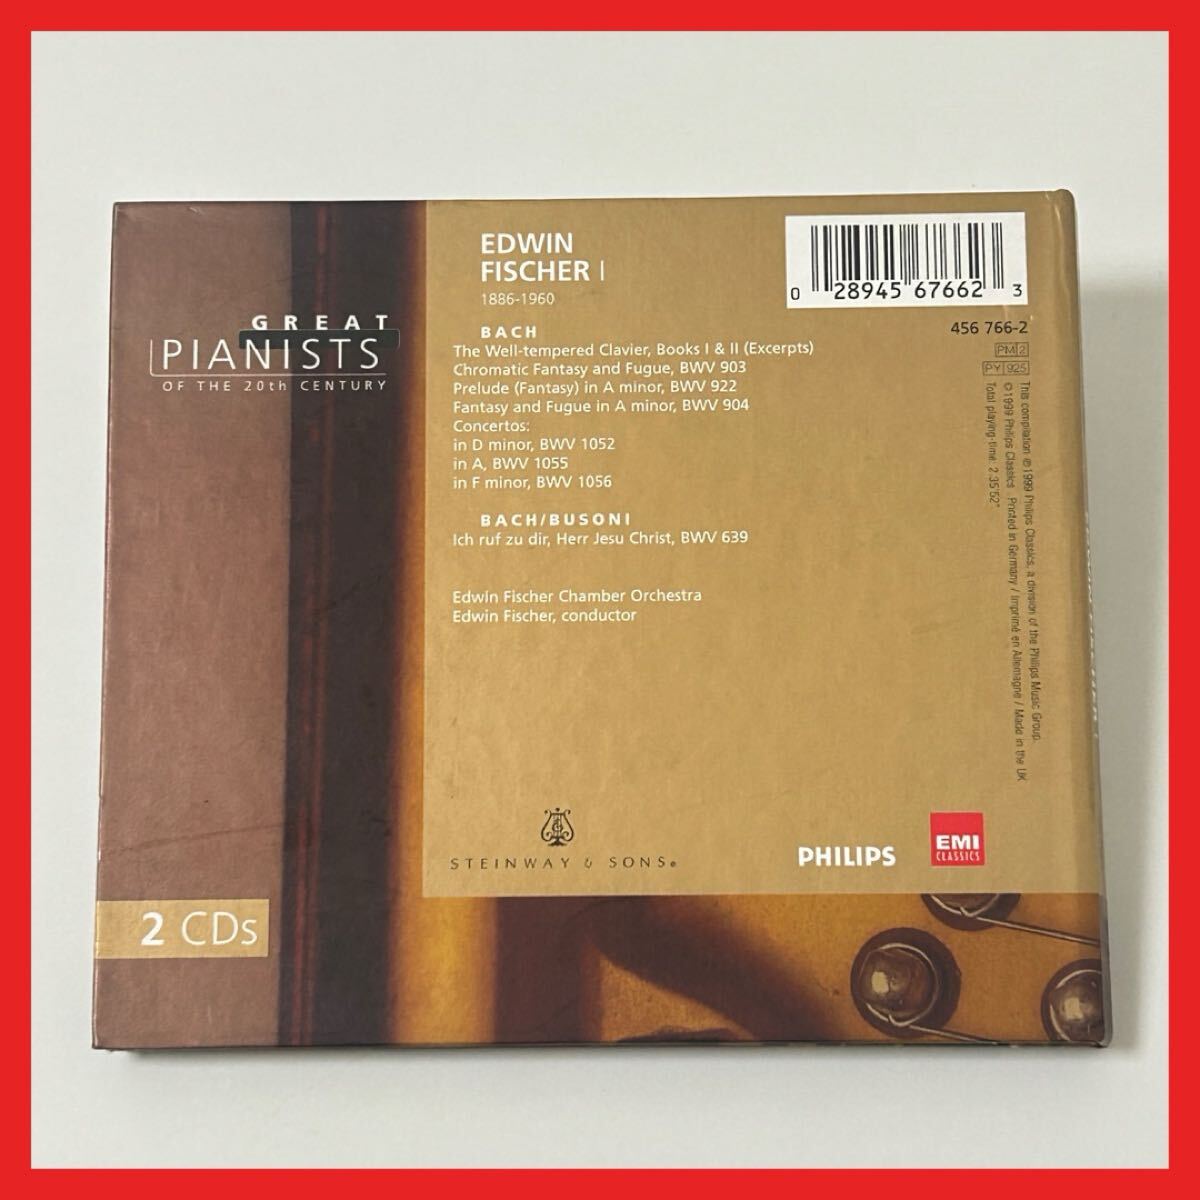 GREAT
PIANISTS
OF THE 20th CENTURY
2 CDs
EDWIN
FISCHER I
1886-1960
BACH
The Well-tempered Clavier, Books I & II (Excerpts)
Chromatic Fantasy and Fugue, BWV 903
Prelude (Fantasy) in A minor, BWV 922
Fantasy and Fugue in A minor, BWV 904
Concertos:
in D minor, BWV 1052
in A, BWV 1055
in F minor, BWV 1056
BACH/BUSONI
Ich ruf zu dir, Herr Jesu Christ, BWV 639
Edwin Fischer Chamber Orchestra
Edwin Fischer, conductor
0 28945 67662 3
456 766-2
PM 2
PY 925
This compilation ℗ 1999 Philips Classics, a division of the Philips Music Group.
© 1999 Philips Classics. Printed in Germany / Imprimé en Allemagne / Made in the UK
Total playing-time: 2.35'52"
STEINWAY & SONS®
PHILIPS
EMI
CLASSICS